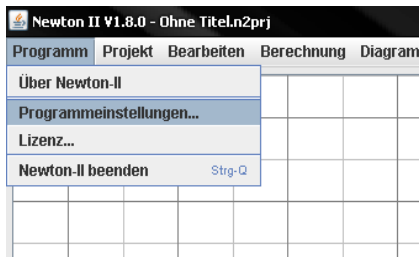 Newton II V1.8.0 - Ohne Titel.n2prj
Programm Projekt Bearbeiten Berechnung Diagram
Über Newton-II
Programmeinstellungen...
Lizenz...
Newton-II beenden Strg-Q